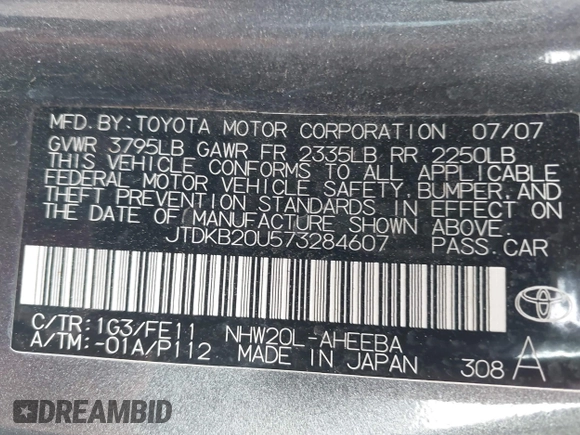 MFD.BY:TOYOTA MOTOR CORPORATION 07/07
GVWR 3795LB GAWR FR 2335LB RR 2250LB
THIS VEHICLE CONFORMS TO ALL APPLICABLE
FEDERAL MOTOR VEHICLE SAFETY, BUMPER, AND
THEFT PREVENTION STANDARDS IN EFFECT ON
THE DATE OF MANUFACTURE SHOWN ABOVE.
JTDKB20U573284607 PASS.CAR
C/TR:1G3/FE11 NHW20L-AHEEBA
A/TM:-01A/P112 MADE IN JAPAN 308 A
DREAMBID